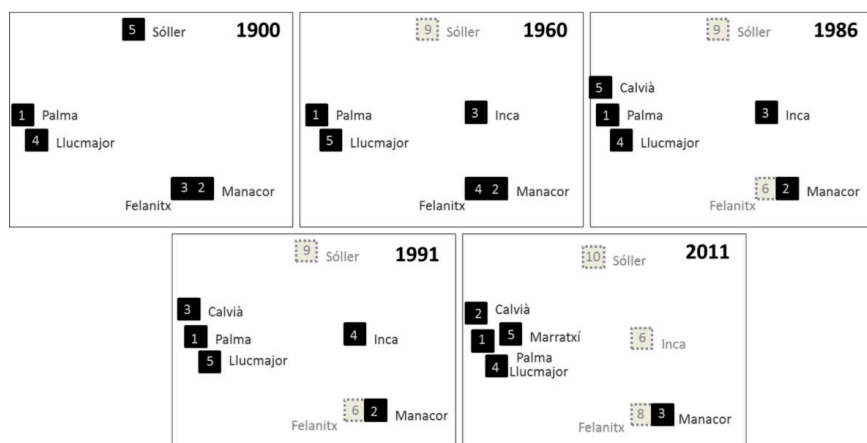 5 Sóller 1900
1 Palma
4 Llucmajor
3 2 Manacor
Felanitx
9 Sóller 1960
1 Palma 3 Inca
5 Llucmajor
4 2 Manacor
Felanitx
9 Sóller 1986
5 Calvià
1 Palma 3 Inca
4 Llucmajor
6 2 Manacor
Felanitx
9 Sóller 1991
3 Calvià
1 Palma 4 Inca
5 Llucmajor
6 2 Manacor
Felanitx
10 Sóller 2011
2 Calvià
1 5 Marratxí 6 Inca
4 Palma
Llucmajor
8 3 Manacor
Felanitx